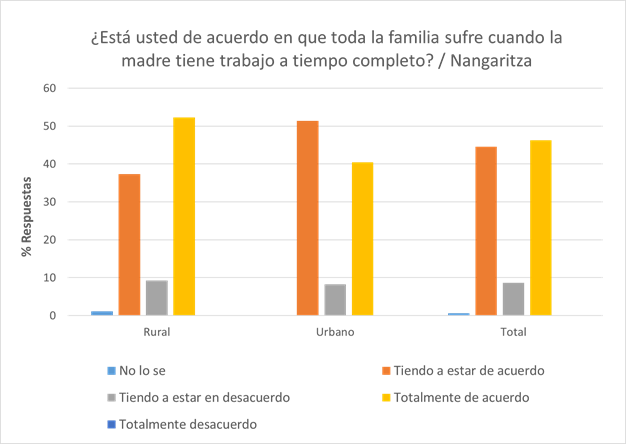 ¿Está usted de acuerdo en que toda la familia sufre cuando la
madre tiene trabajo a tiempo completo? / Nangaritza
60
50
40
30
20
10
0
% Respuestas
Rural Urbano Total
No lo se Tiendo a estar de acuerdo
Tiendo a estar en desacuerdo Totalmente de acuerdo
Totalmente desacuerdo